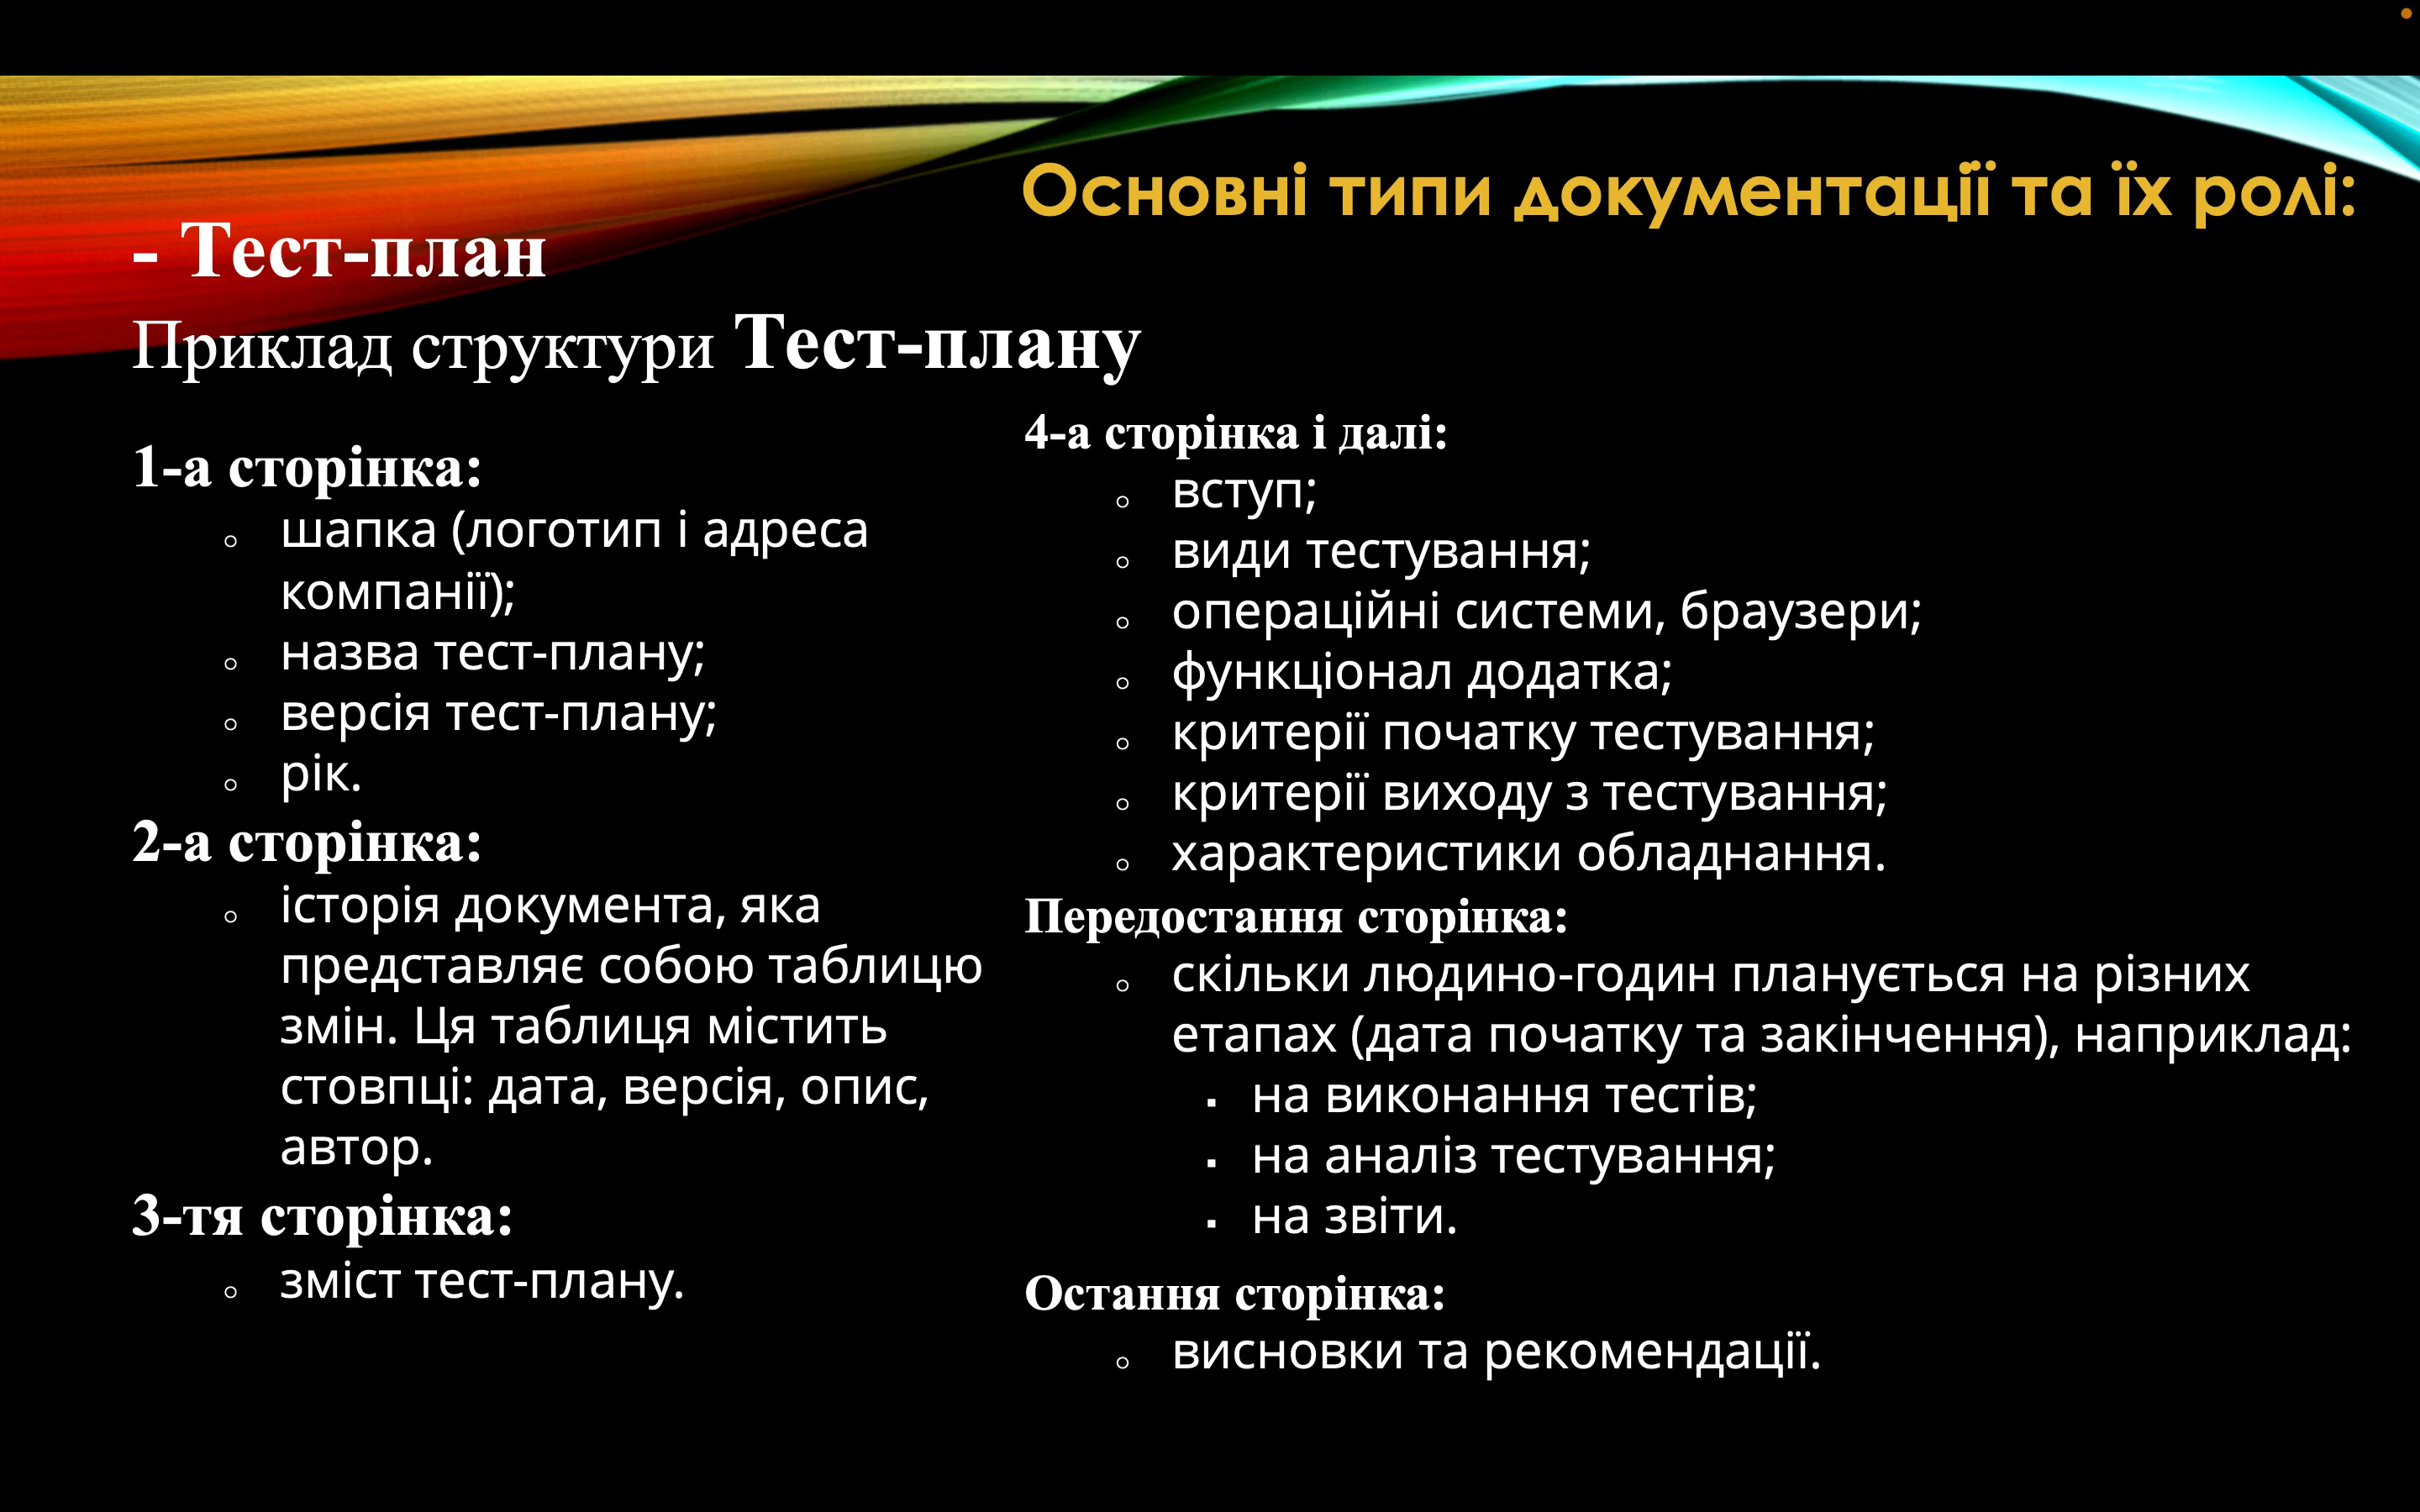 Основні типи документації та їх ролі:
- Тест-план
Приклад структури Тест-плану
1-а сторінка:
шапка (логотип і адреса
компанії);
назва тест-плану;
версія тест-плану;
рік.
2-а сторінка:
історія документа, яка
представляє собою таблицю
змін. Ця таблиця містить
стовпці: дата, версія, опис,
автор.
3-тя сторінка:
зміст тест-плану.
4-а сторінка і далі:
вступ;
види тестування;
операційні системи, браузери;
функціонал додатка;
критерії початку тестування;
критерії виходу з тестування;
характеристики обладнання.
Передостання сторінка:
скільки людино-годин планується на різних
етапах (дата початку та закінчення), наприклад:
на виконання тестів;
на аналіз тестування;
на звіти.
Остання сторінка:
висновки та рекомендації.